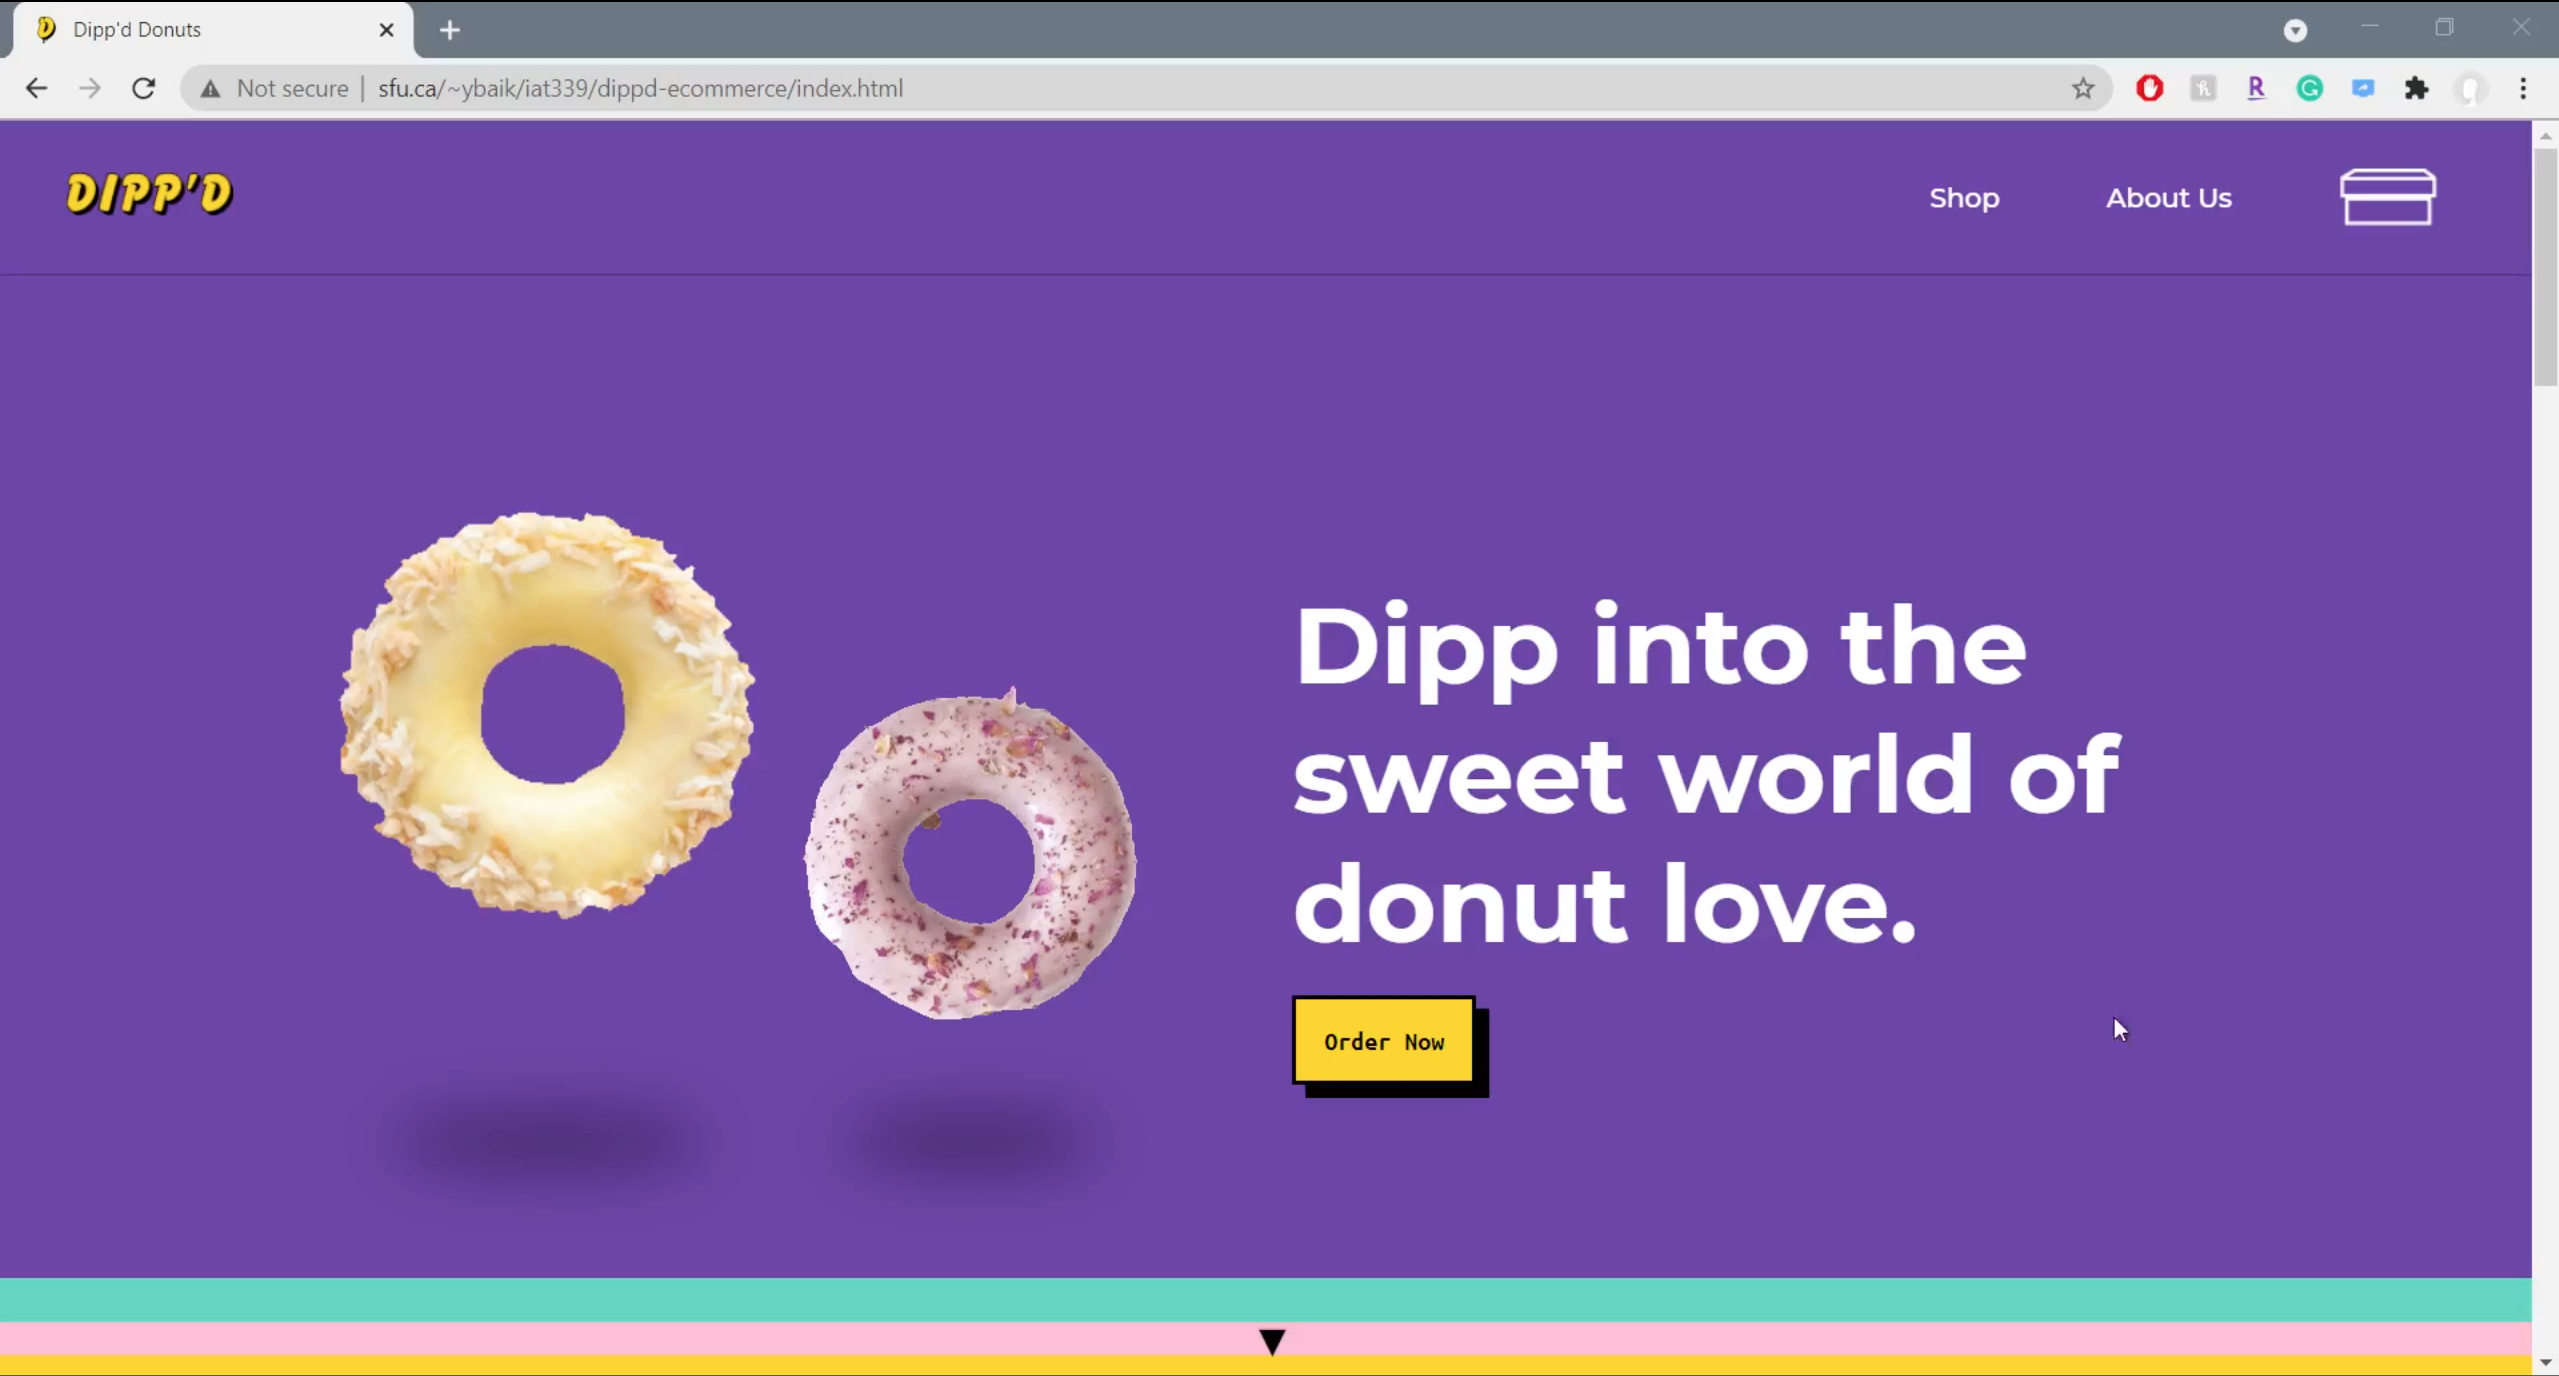 Dipp'd Donuts
Not secure | sfu.ca/~ybaik/iat339/dippd-ecommerce/index.html
DIPP'D
Shop
About Us
Dipp into the
sweet world of
donut love.
Order Now